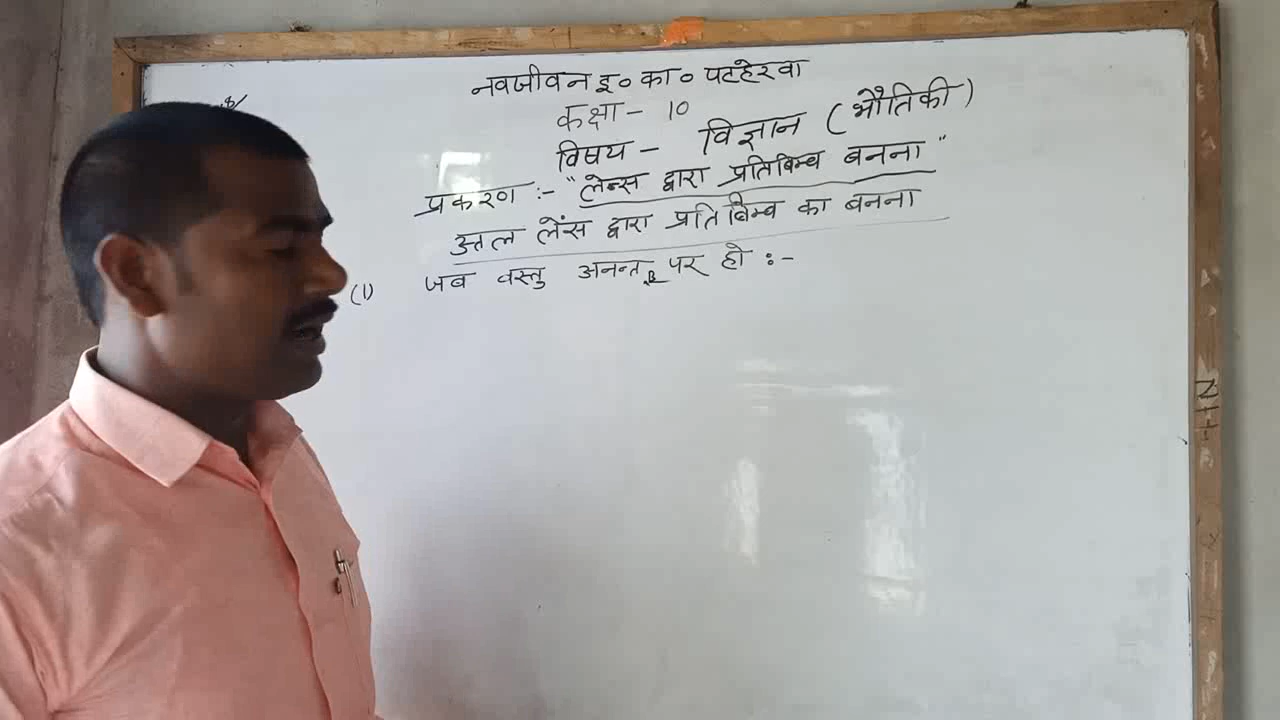 नवजीवन इ० का० पटहेरवा
कक्षा - 10
विषय - विज्ञान (भौतिकी)
प्रकरण :- "लेन्स द्वारा प्रतिबिम्ब बनना"
उत्तल लेंस द्वारा प्रतिबिम्ब का बनना
(1) जब वस्तु अनन्त पर हो :-